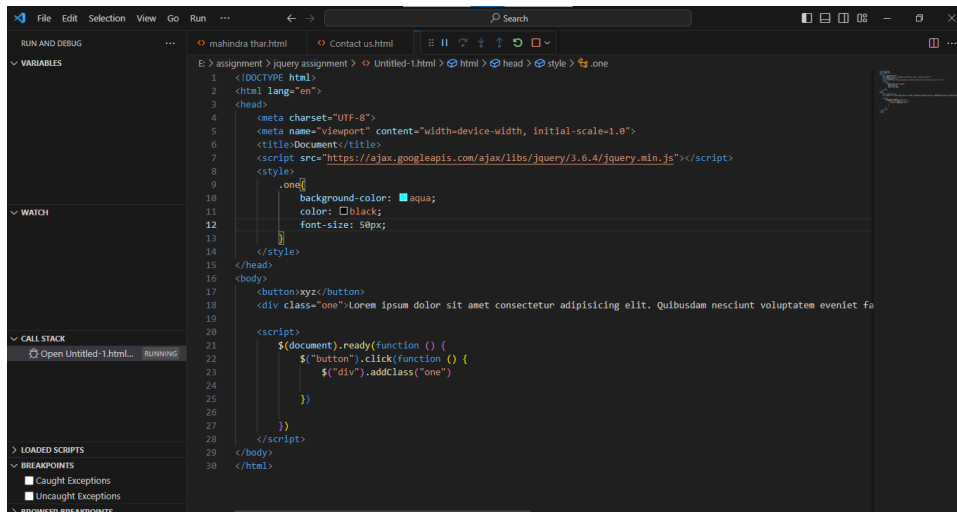 File Edit Selection View Go Run ··· Search
RUN AND DEBUG ···
mahindra thar.html Contact us.html
VARIABLES
E: > assignment > jquery assignment > Untitled-1.html > html > head > style > .one
1 <!DOCTYPE html>
2 <html lang="en">
3 <head>
4 <meta charset="UTF-8">
5 <meta name="viewport" content="width=device-width, initial-scale=1.0">
6 <title>Document</title>
7 <script src="https://ajax.googleapis.com/ajax/libs/jquery/3.6.4/jquery.min.js"></script>
8 <style>
9 .one{
10 background-color: aqua;
11 color: black;
12 font-size: 50px;
13 }
14 </style>
15 </head>
16 <body>
17 <button>xyz</button>
18 <div class="one">Lorem ipsum dolor sit amet consectetur adipisicing elit. Quibusdam nesciunt voluptatem eveniet fa
19
20 <script>
21 $(document).ready(function () {
22 $("button").click(function () {
23 $("div").addClass("one")
24
25 })
26
27 })
28 </script>
29 </body>
30 </html>
WATCH
CALL STACK
Open Untitled-1.html... RUNNING
LOADED SCRIPTS
BREAKPOINTS
Caught Exceptions
Uncaught Exceptions
BROWSER BREAKPOINTS